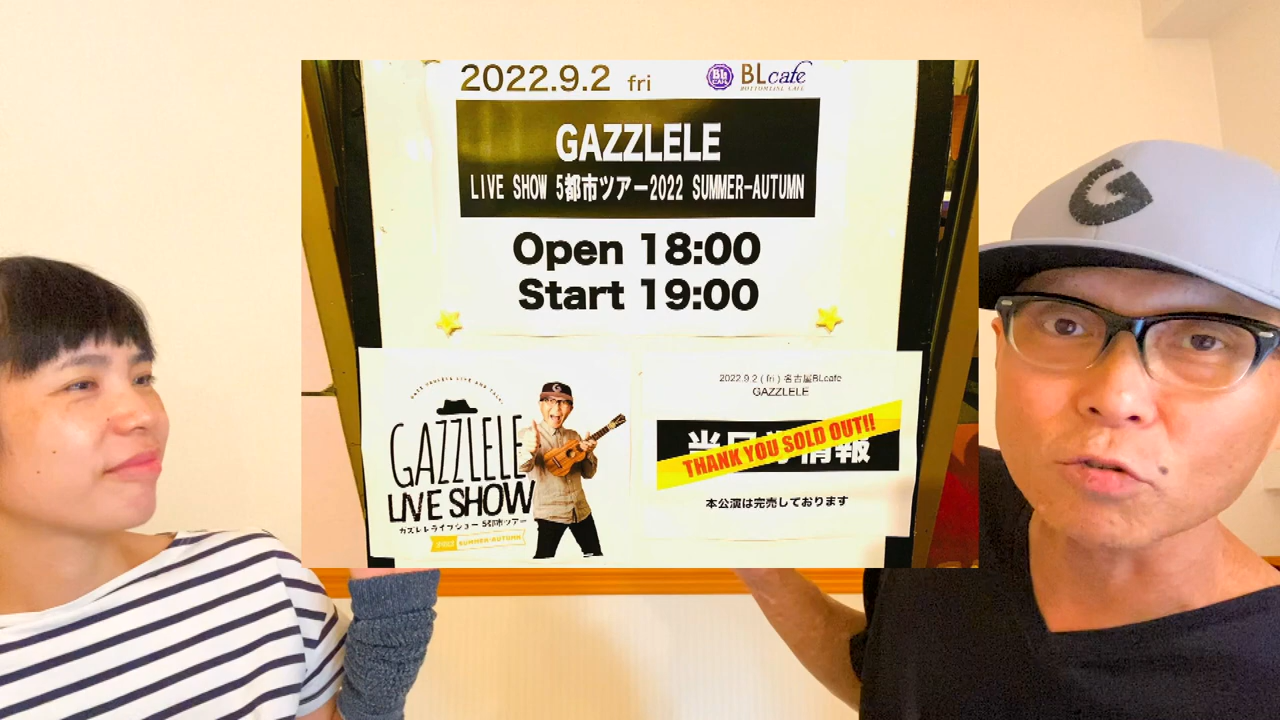 2022.9.2 fri
BL CAFE
BLcafe
BOTTOMLINE CAFE
GAZZLELE
LIVE SHOW 5都市ツアー2022 SUMMER-AUTUMN
Open 18:00
Start 19:00
GAZZLELE
LIVE SHOW
ガズレレライブショー 5都市ツアー
2022 SUMMER-AUTUMN
2022.9.2 ( fri ) 名古屋BLcafe
GAZZLELE
THANK YOU SOLD OUT!!
本公演は完売しております
G